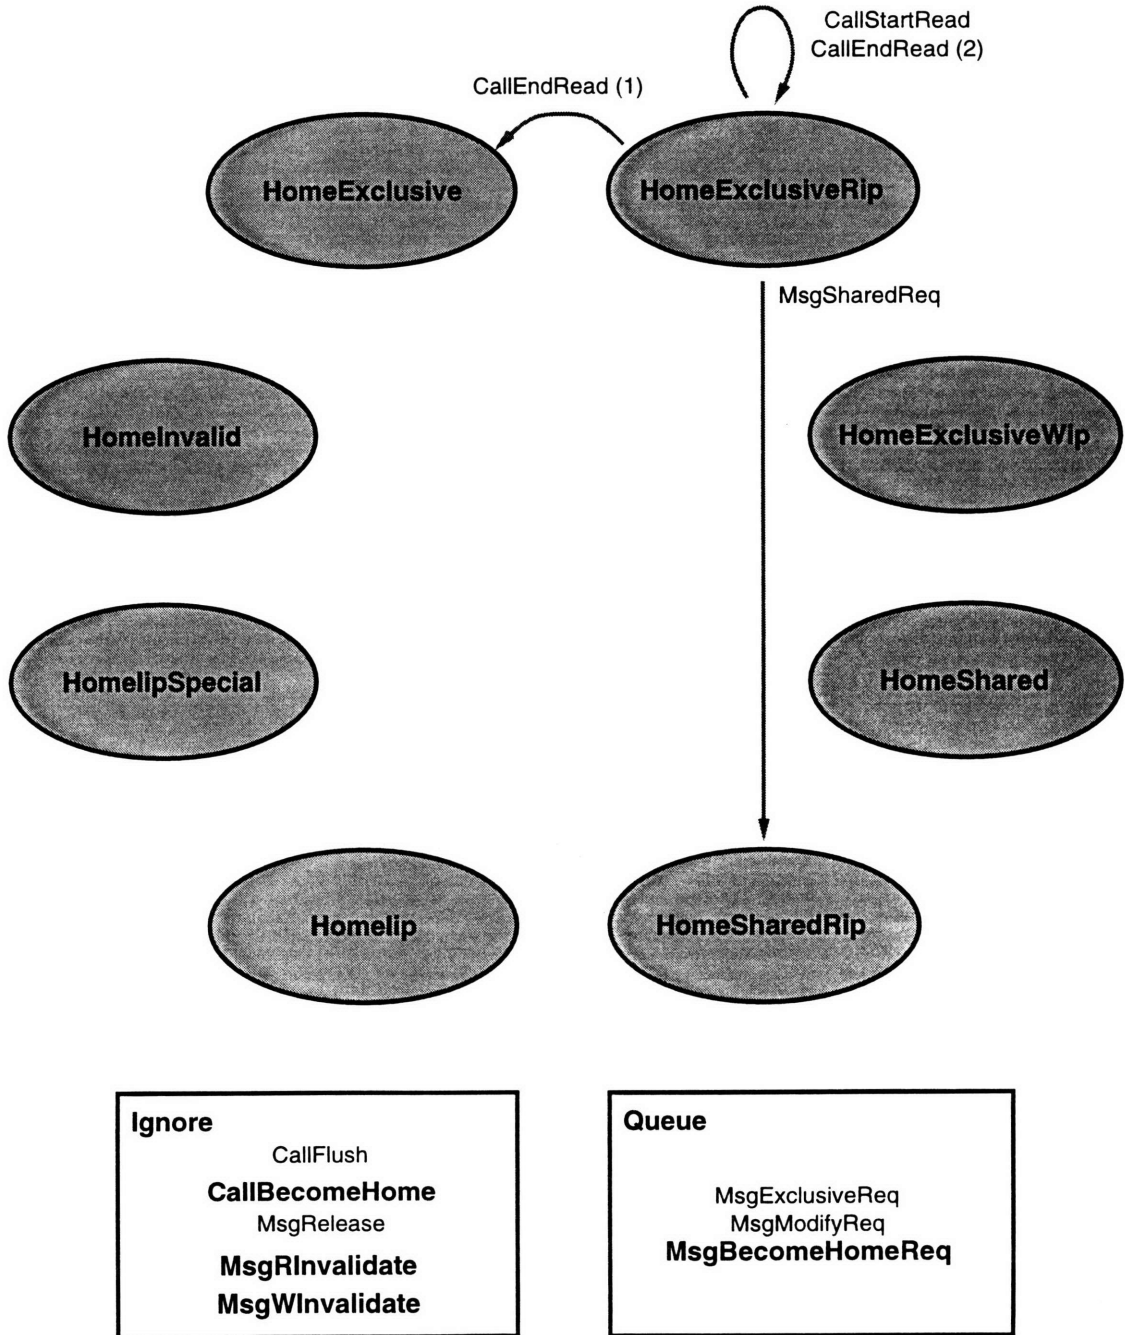 CallStartRead
CallEndRead (2)
CallEndRead (1)
HomeExclusive
HomeExclusiveRip
MsgSharedReq
HomeInvalid
HomeExclusiveWip
HomeIipSpecial
HomeShared
HomeIip
HomeSharedRip
Ignore
CallFlush
CallBecomeHome
MsgRelease
MsgRInvalidate
MsgWInvalidate
Queue
MsgExclusiveReq
MsgModifyReq
MsgBecomeHomeReq